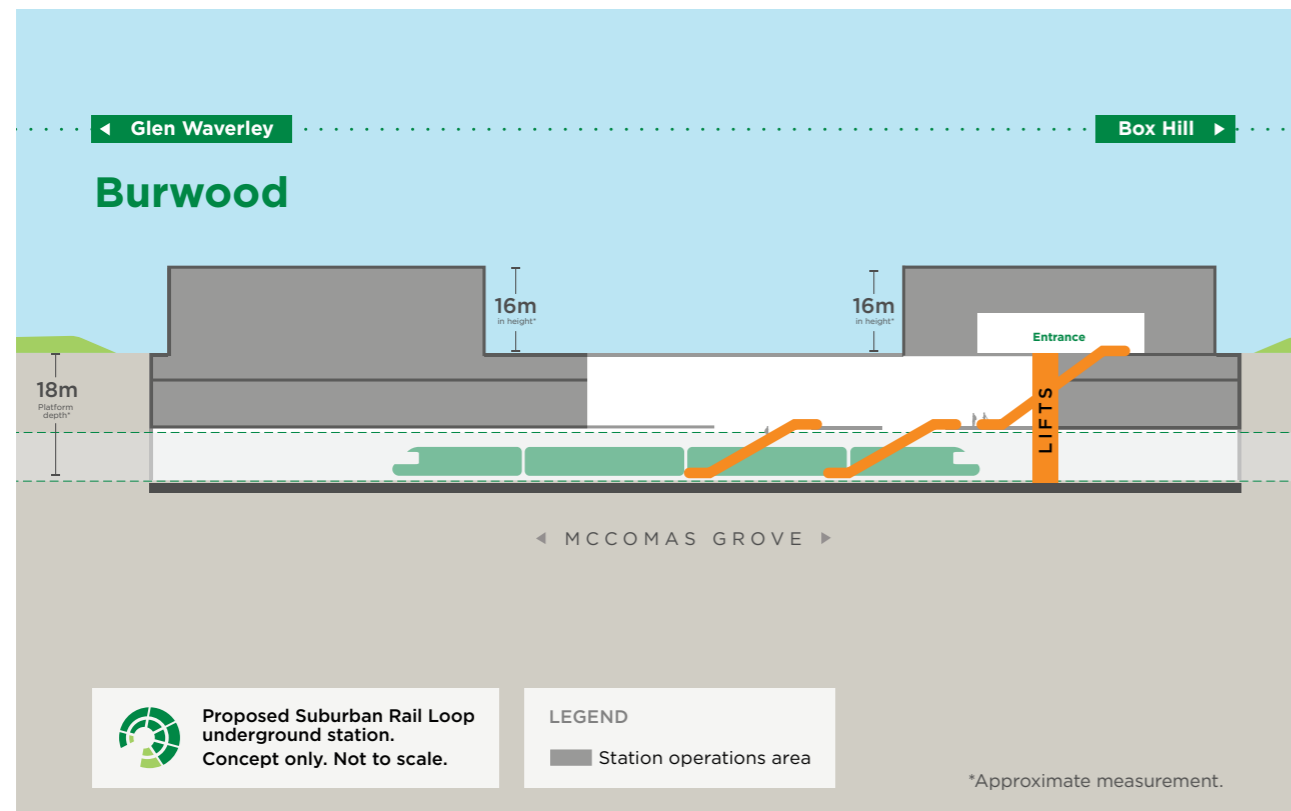 ◀ Glen Waverley
Box Hill ▶
Burwood
16m
in height*
16m
in height*
Entrance
18m
Platform
depth*
LIFTS
◀ MCCOMAS GROVE ▶
Proposed Suburban Rail Loop
underground station.
Concept only. Not to scale.
LEGEND
Station operations area
*Approximate measurement.